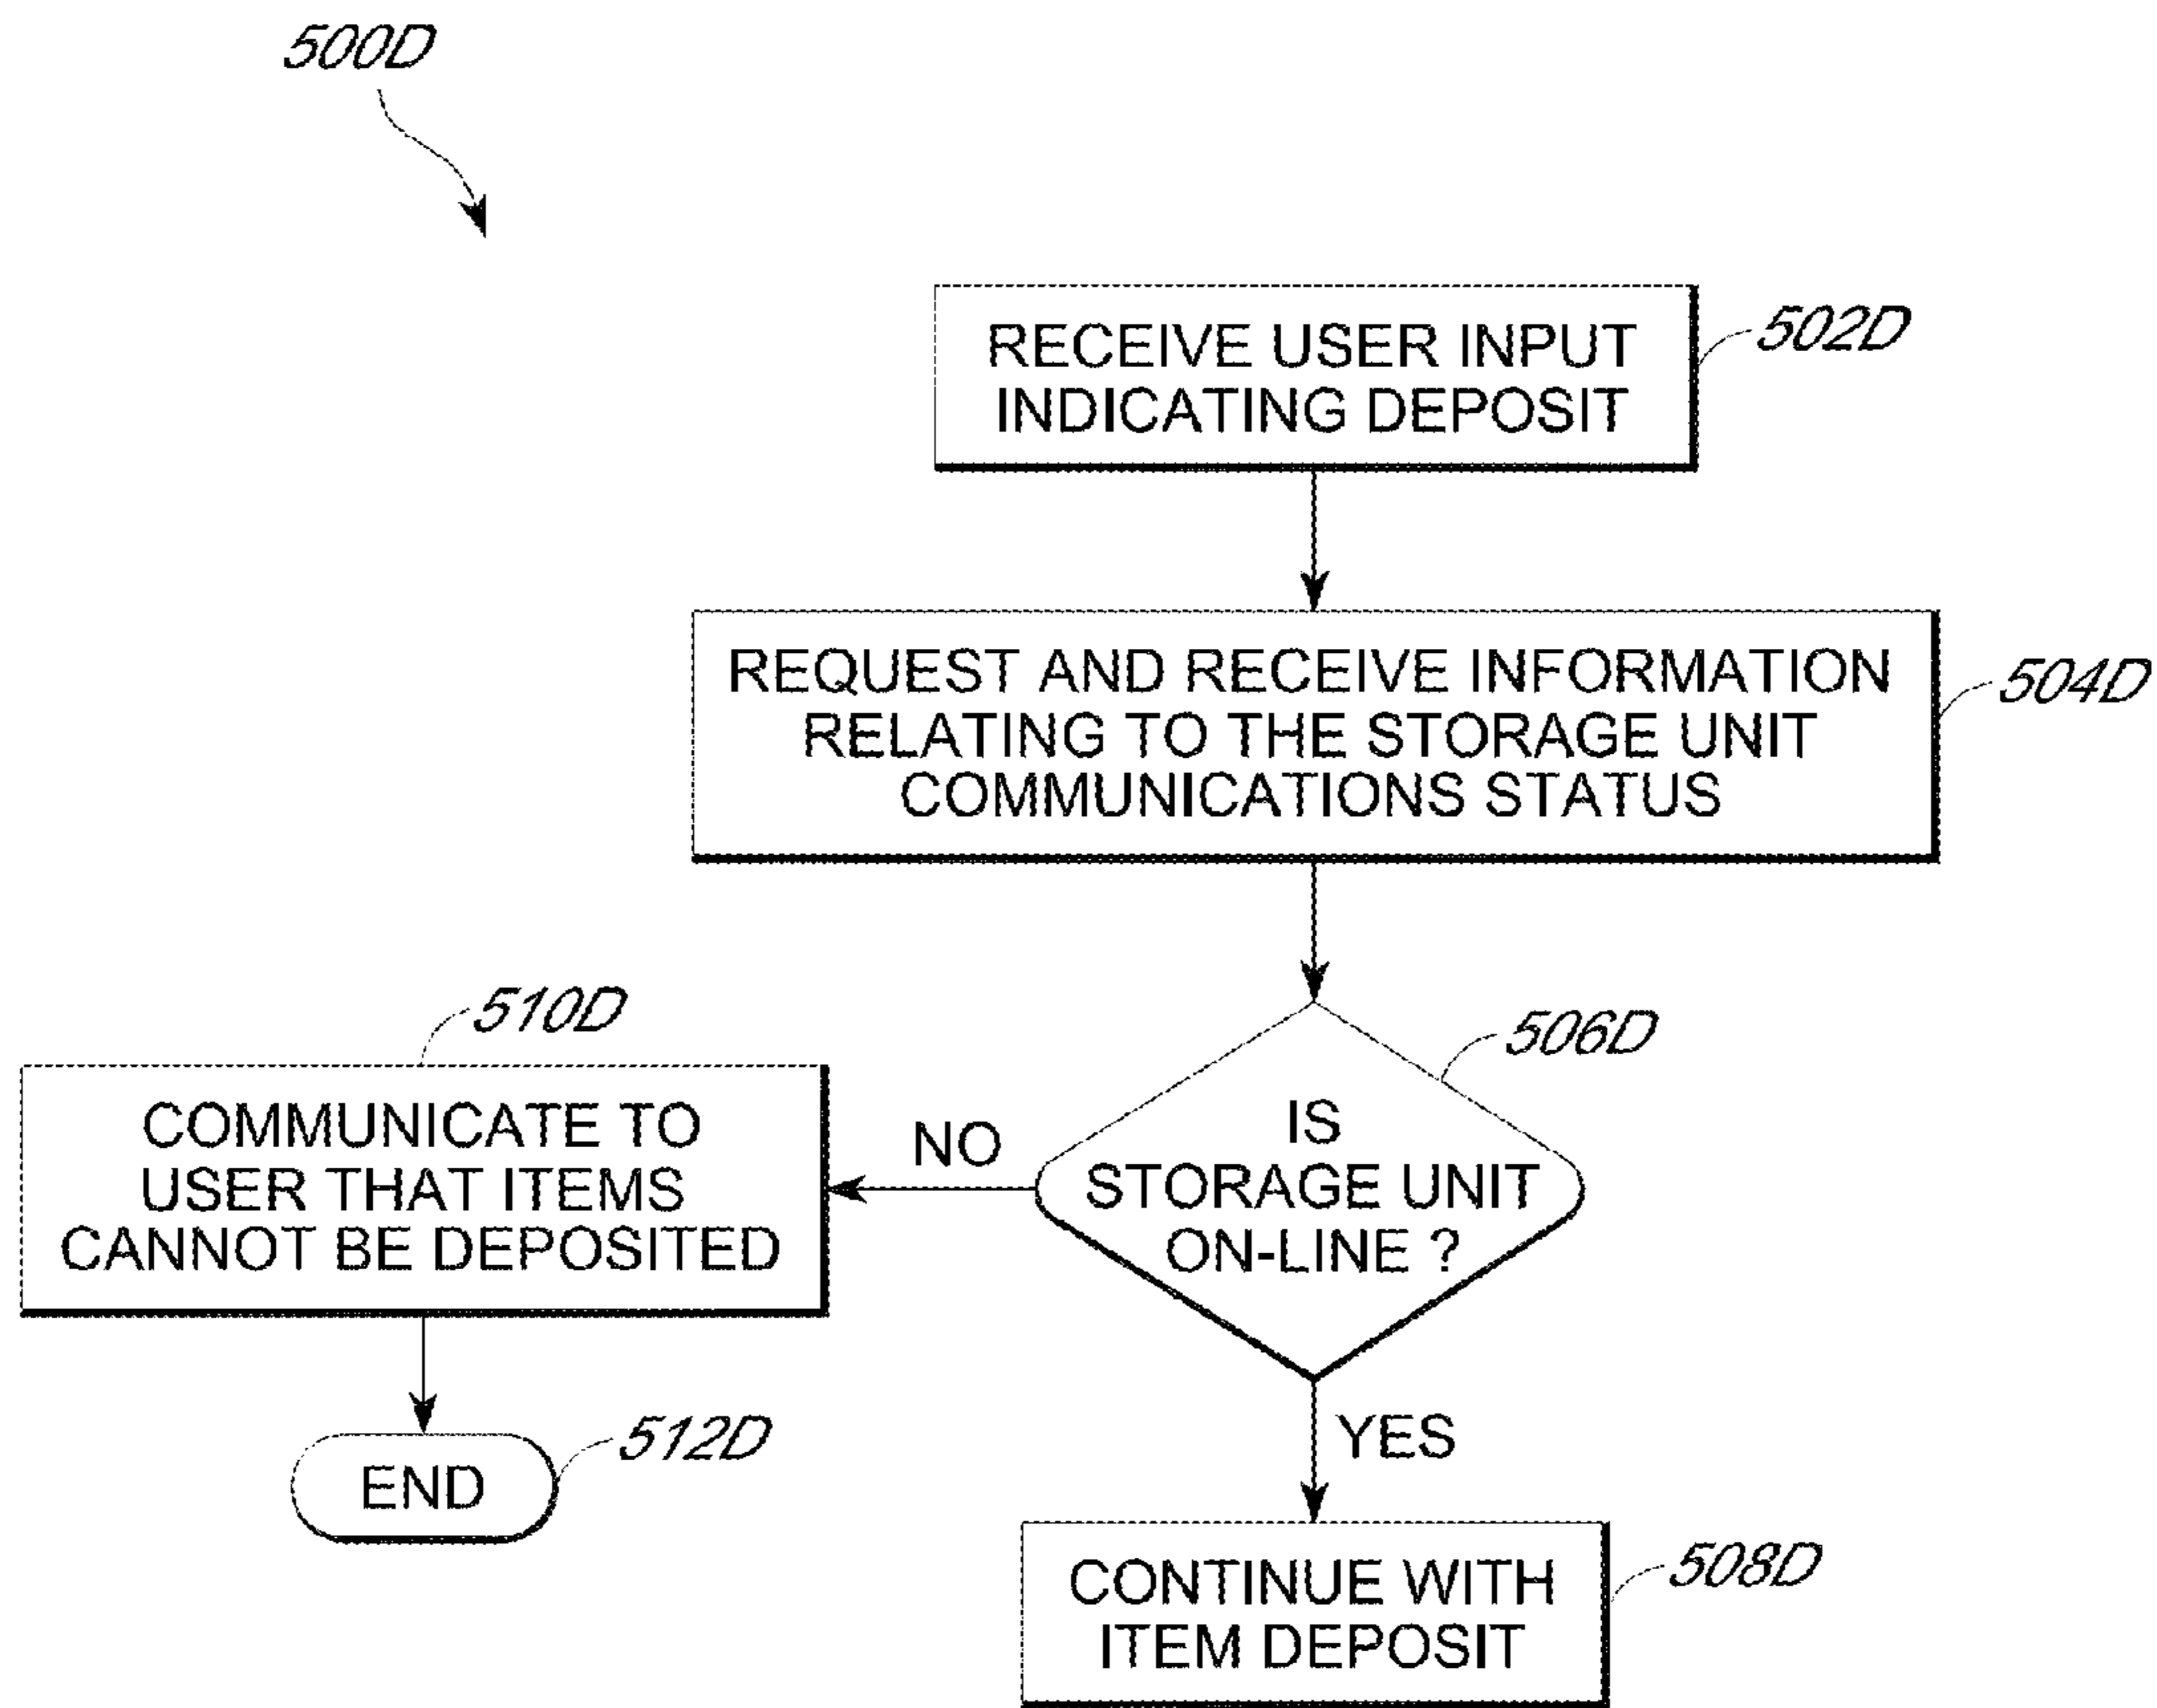 500D
RECEIVE USER INPUT
INDICATING DEPOSIT
502D
REQUEST AND RECEIVE INFORMATION
RELATING TO THE STORAGE UNIT
COMMUNICATIONS STATUS
504D
IS
STORAGE UNIT
ON-LINE ?
506D
NO
COMMUNICATE TO
USER THAT ITEMS
CANNOT BE DEPOSITED
510D
END
512D
YES
CONTINUE WITH
ITEM DEPOSIT
508D